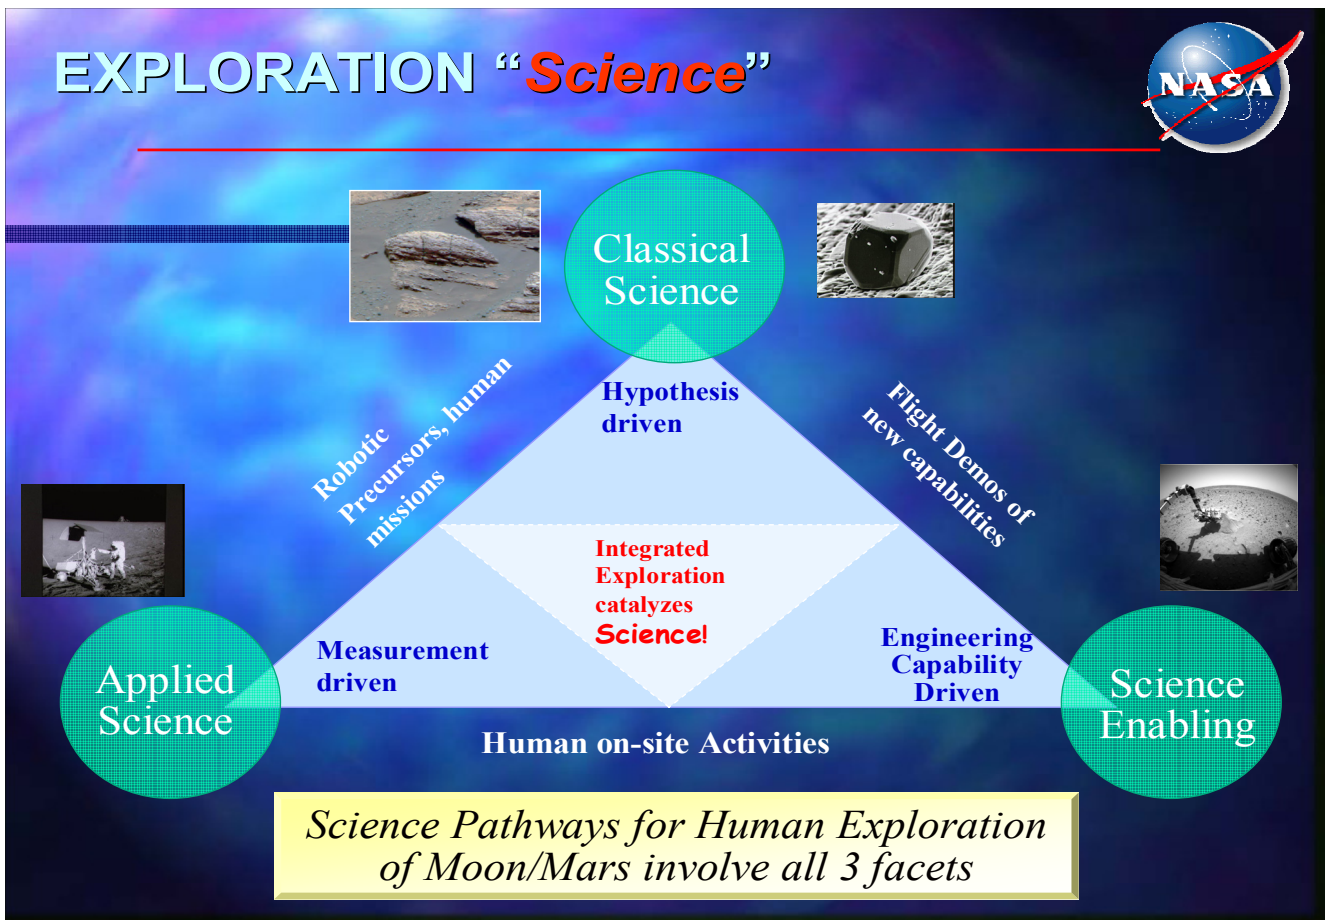 EXPLORATION “Science”
NASA
Classical
Science
Hypothesis
driven
Robotic
Precursors, human
missions
Flight Demos of
new capabilities
Integrated
Exploration
catalyzes
Science!
Measurement
driven
Engineering
Capability
Driven
Applied
Science
Science
Enabling
Human on-site Activities
Science Pathways for Human Exploration
of Moon/Mars involve all 3 facets